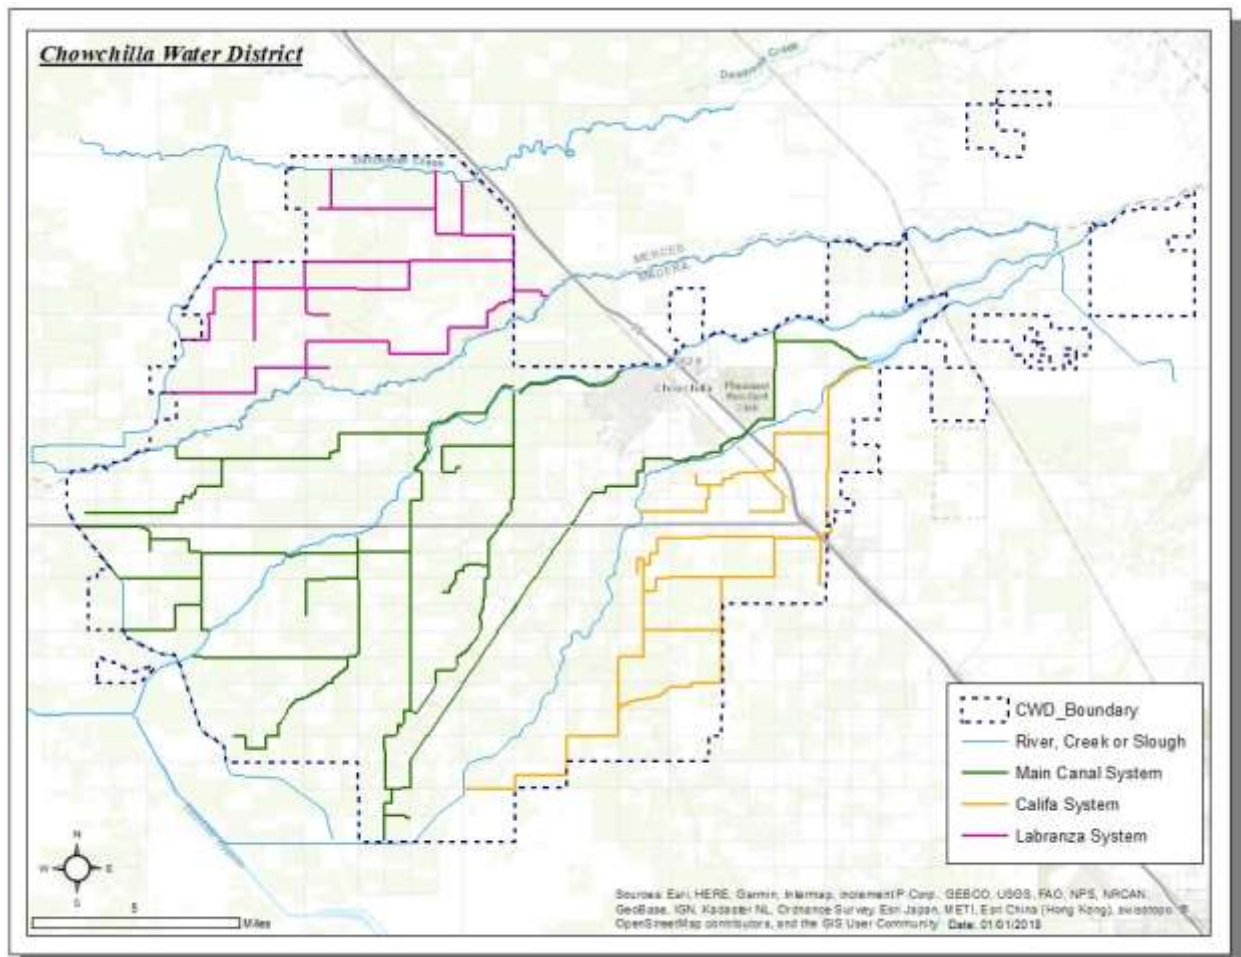 Chowchilla Water District
Creek
Creek
MERCED
MADERA
Chowchilla
CWD_Boundary
River, Creek or Slough
Main Canal System
Califa System
Labranza System
N
W
E
S
5
Miles
Sources: Esri, HERE, Garmin, Intermap, increment P Corp., GEBCO, USGS, FAO, NPS, NRCAN,
GeoBase, IGN, Kadaster NL, Ordnance Survey, Esri Japan, METI, Esri China (Hong Kong), swisstopo, ©
OpenStreetMap contributors, and the GIS User Community Date: 01/01/2018